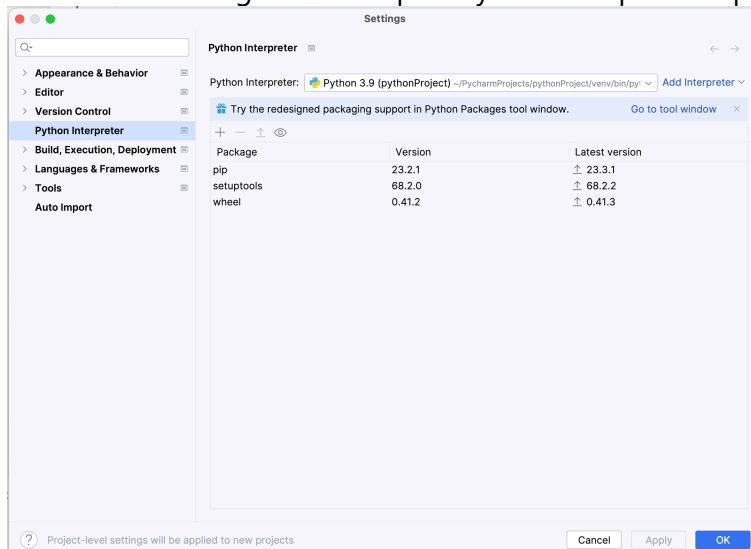 Settings
Python Interpreter
Appearance & Behavior
Editor
Version Control
Python Interpreter
Build, Execution, Deployment
Languages & Frameworks
Tools
Auto Import
Python Interpreter: Python 3.9 (pythonProject) ~/PycharmProjects/pythonProject/venv/bin/pyt Add Interpreter
Try the redesigned packaging support in Python Packages tool window. Go to tool window
Package Version Latest version
pip 23.2.1 23.3.1
setuptools 68.2.0 68.2.2
wheel 0.41.2 0.41.3
? Project-level settings will be applied to new projects
Cancel Apply OK